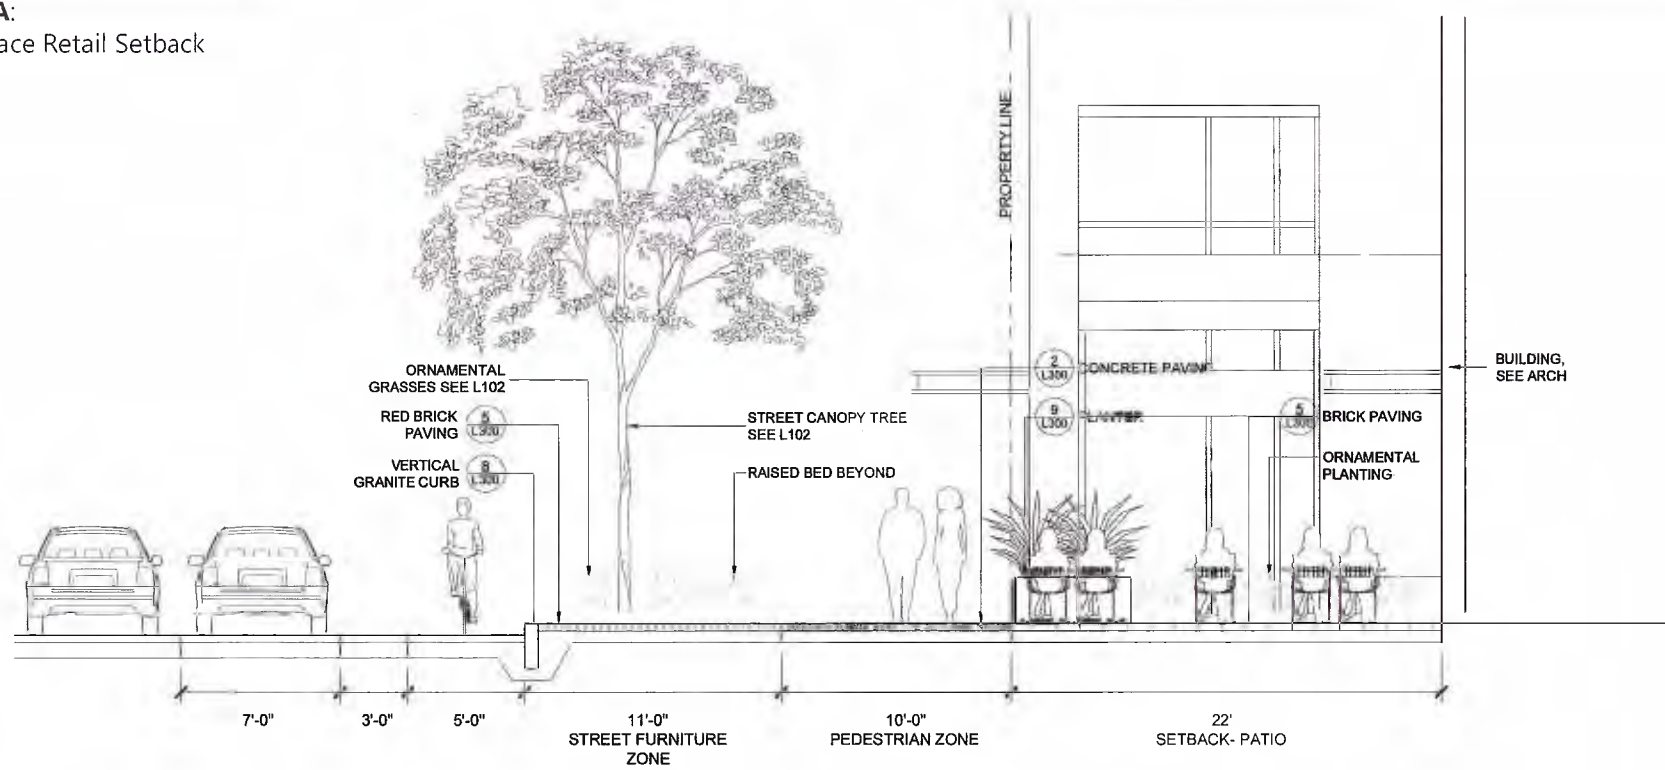 A:
ace Retail Setback
PROPERTY LINE
ORNAMENTAL
GRASSES SEE L102
RED BRICK
PAVING
5
L300
VERTICAL
GRANITE CURB
8
L300
STREET CANOPY TREE
SEE L102
RAISED BED BEYOND
2
L300
CONCRETE PAVING
9
L300
PLANTER
5
L300
BRICK PAVING
ORNAMENTAL
PLANTING
BUILDING,
SEE ARCH
7'-0"
3'-0"
5'-0"
11'-0"
STREET FURNITURE
ZONE
10'-0"
PEDESTRIAN ZONE
22'
SETBACK- PATIO